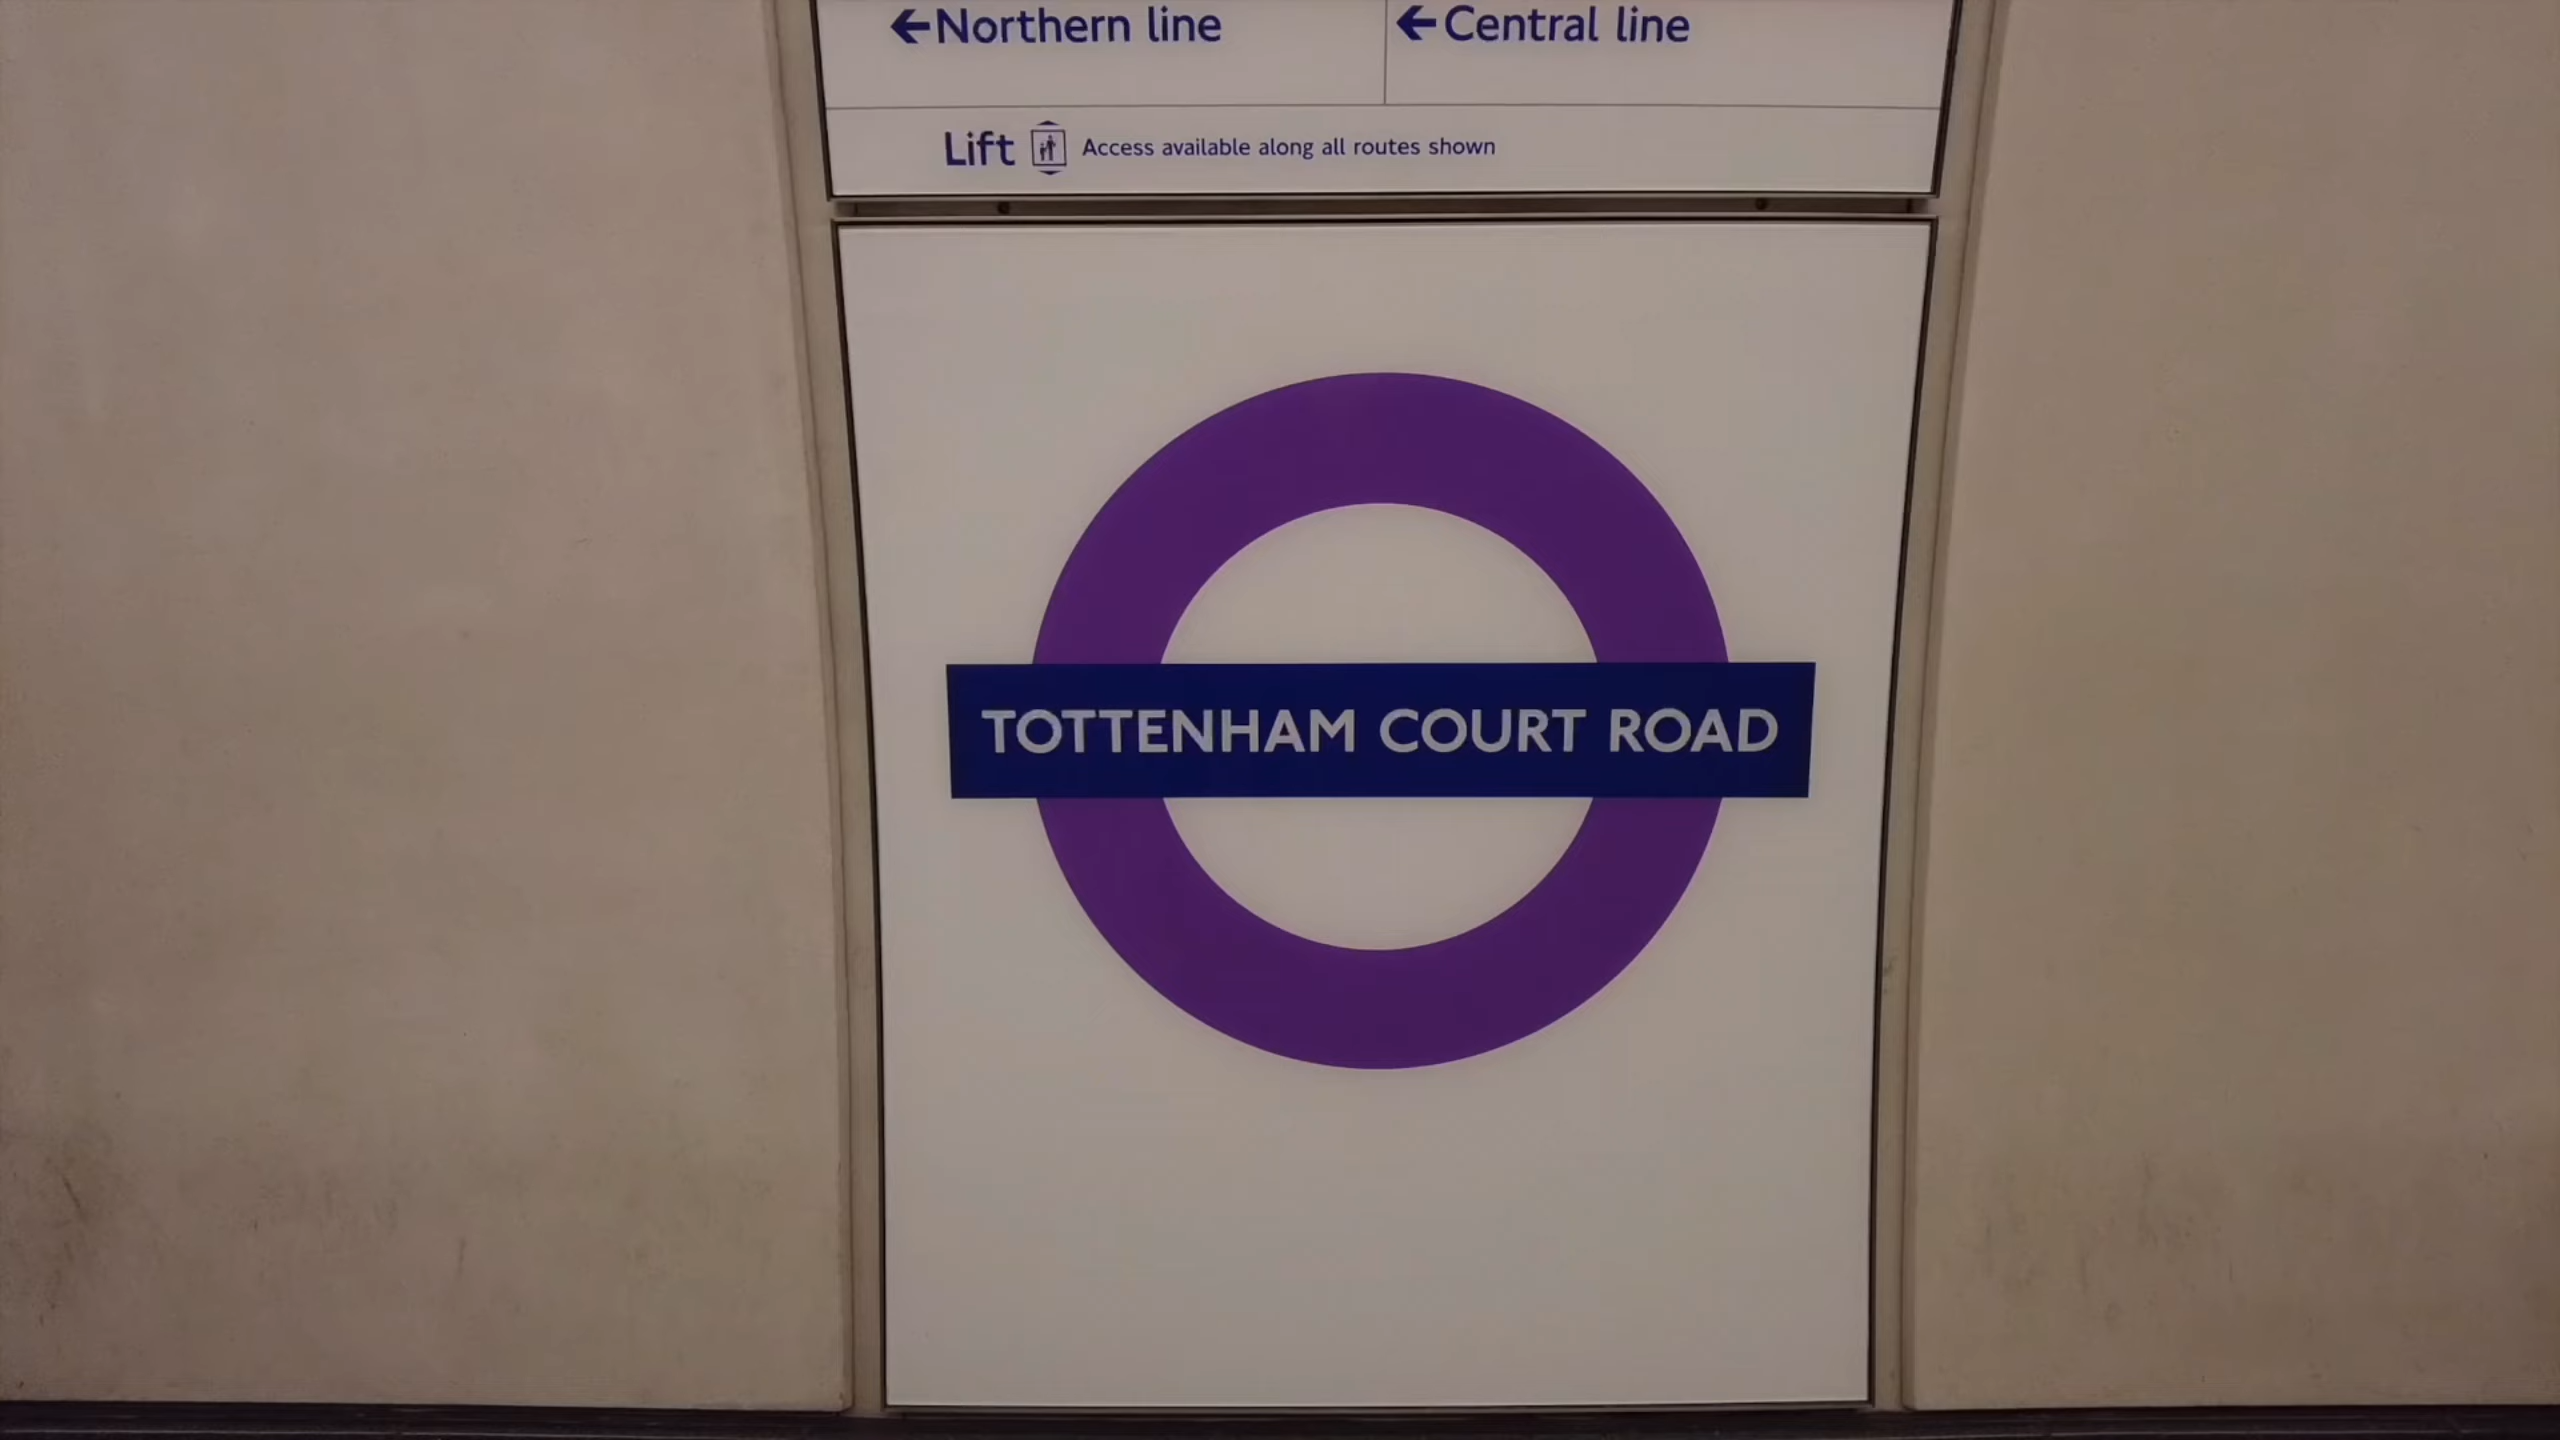 ←Northern line
←Central line
Lift Access available along all routes shown
TOTTENHAM COURT ROAD